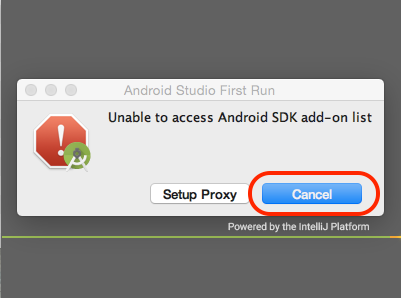 Android Studio First Run
Unable to access Android SDK add-on list
Setup Proxy
Cancel
Powered by the IntelliJ Platform